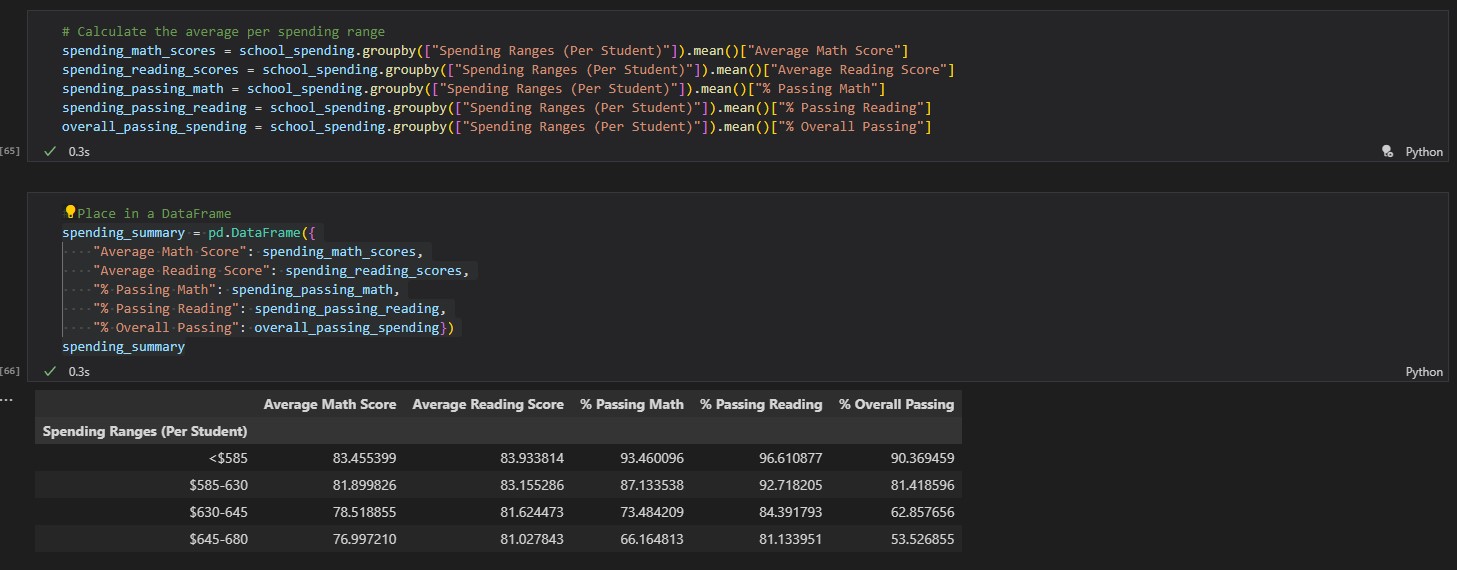 # Calculate the average per spending range
spending_math_scores = school_spending.groupby(["Spending Ranges (Per Student)"]).mean()["Average Math Score"]
spending_reading_scores = school_spending.groupby(["Spending Ranges (Per Student)"]).mean()["Average Reading Score"]
spending_passing_math = school_spending.groupby(["Spending Ranges (Per Student)"]).mean()["% Passing Math"]
spending_passing_reading = school_spending.groupby(["Spending Ranges (Per Student)"]).mean()["% Passing Reading"]
overall_passing_spending = school_spending.groupby(["Spending Ranges (Per Student)"]).mean()["% Overall Passing"]
[65] ✓ 0.3s Python
Place in a DataFrame
spending_summary = pd.DataFrame({
    "Average Math Score": spending_math_scores,
    "Average Reading Score": spending_reading_scores,
    "% Passing Math": spending_passing_math,
    "% Passing Reading": spending_passing_reading,
    "% Overall Passing": overall_passing_spending})
spending_summary
[66] ✓ 0.3s Python
... Average Math Score Average Reading Score % Passing Math % Passing Reading % Overall Passing
Spending Ranges (Per Student)
<$585 83.455399 83.933814 93.460096 96.610877 90.369459
$585-630 81.899826 83.155286 87.133538 92.718205 81.418596
$630-645 78.518855 81.624473 73.484209 84.391793 62.857656
$645-680 76.997210 81.027843 66.164813 81.133951 53.526855